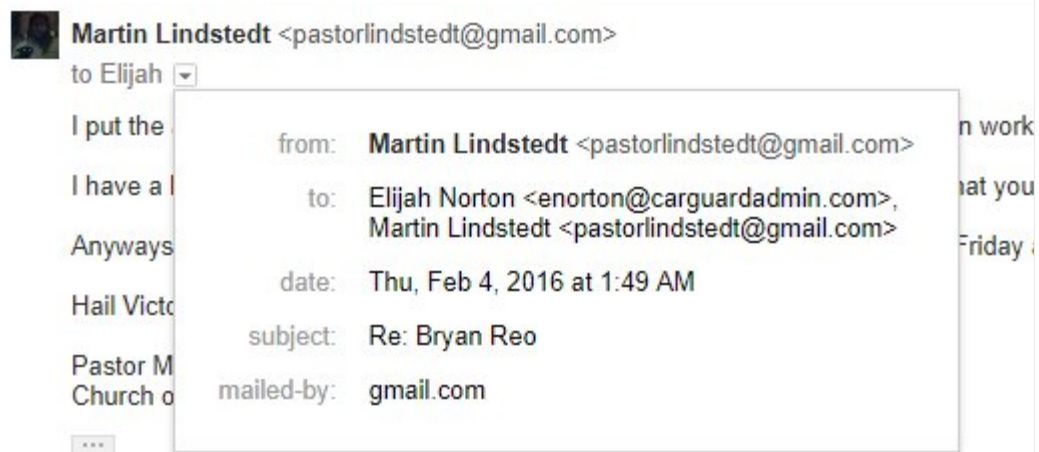 Martin Lindstedt <pastorlindstedt@gmail.com>
to Elijah
I put the
n work
I have a
hat you
Anyways
Friday
Hail Victo
Pastor M
Church o
from: Martin Lindstedt <pastorlindstedt@gmail.com>
to: Elijah Norton <enorton@carguardadmin.com>,
Martin Lindstedt <pastorlindstedt@gmail.com>
date: Thu, Feb 4, 2016 at 1:49 AM
subject: Re: Bryan Reo
mailed-by: gmail.com